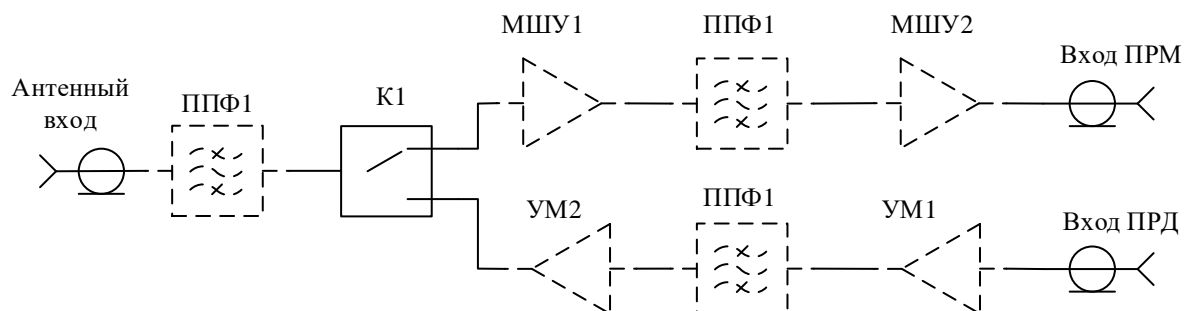 Антенный
вход
ППФ1
К1
МШУ1
ППФ1
МШУ2
Вход ПРМ
УМ2
ППФ1
УМ1
Вход ПРД